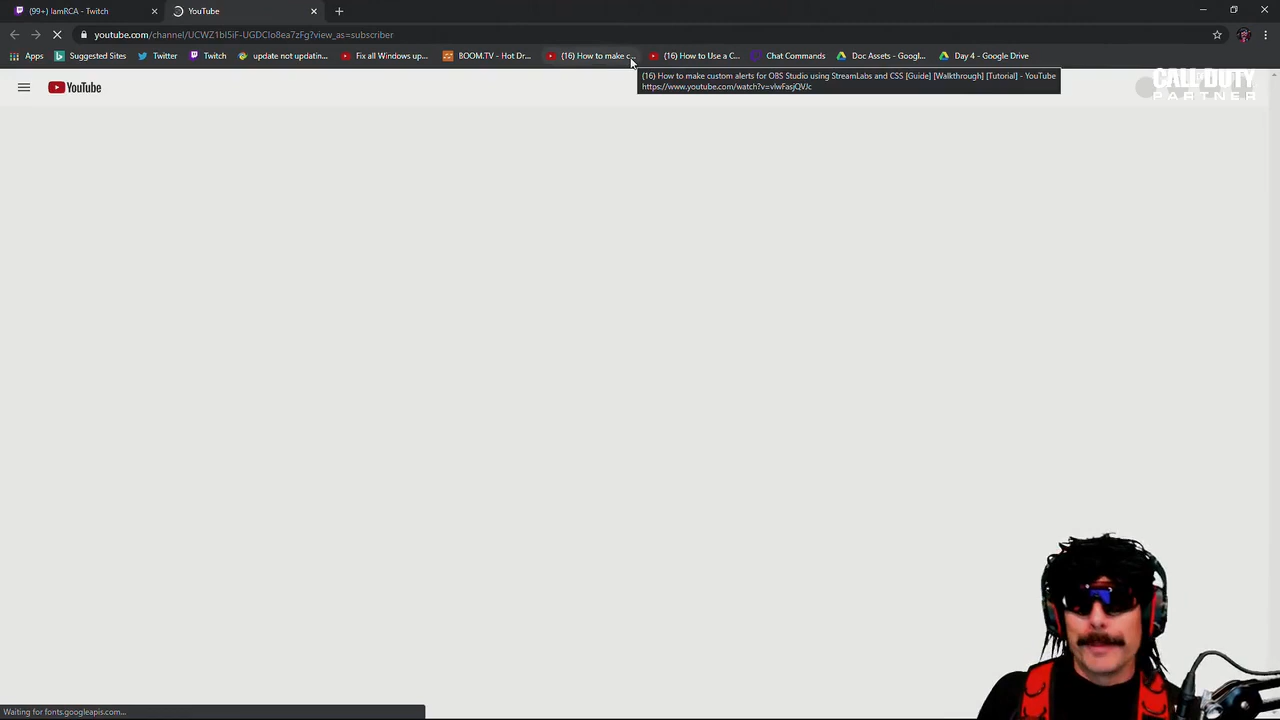 (99+) IamRCA - Twitch
YouTube
youtube.com/channel/UCWZ1bISiF-UGDCIo8ea7zFg?view_as=subscriber
Apps
Suggested Sites
Twitter
Twitch
update not updatin...
Fix all Windows up...
BOOM.TV - Hot Dr...
(16) How to make c...
(16) How to Use a C...
Chat Commands
Doc Assets - Googl...
Day 4 - Google Drive
(16) How to make custom alerts for OBS Studio using StreamLabs and CSS [Guide] [Walkthrough] [Tutorial] - YouTube
https://www.youtube.com/watch?v=vlwFasjQVJc
YouTube
CALL OF DUTY
PARTNER
Waiting for fonts.googleapis.com...